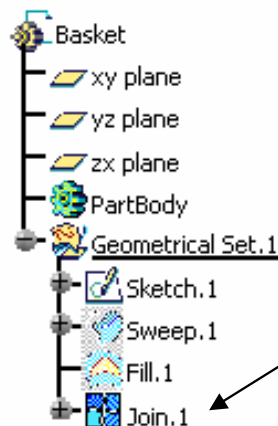 Basket
xy plane
yz plane
zx plane
PartBody
Geometrical Set.1
Sketch.1
Sweep.1
Fill.1
Join.1